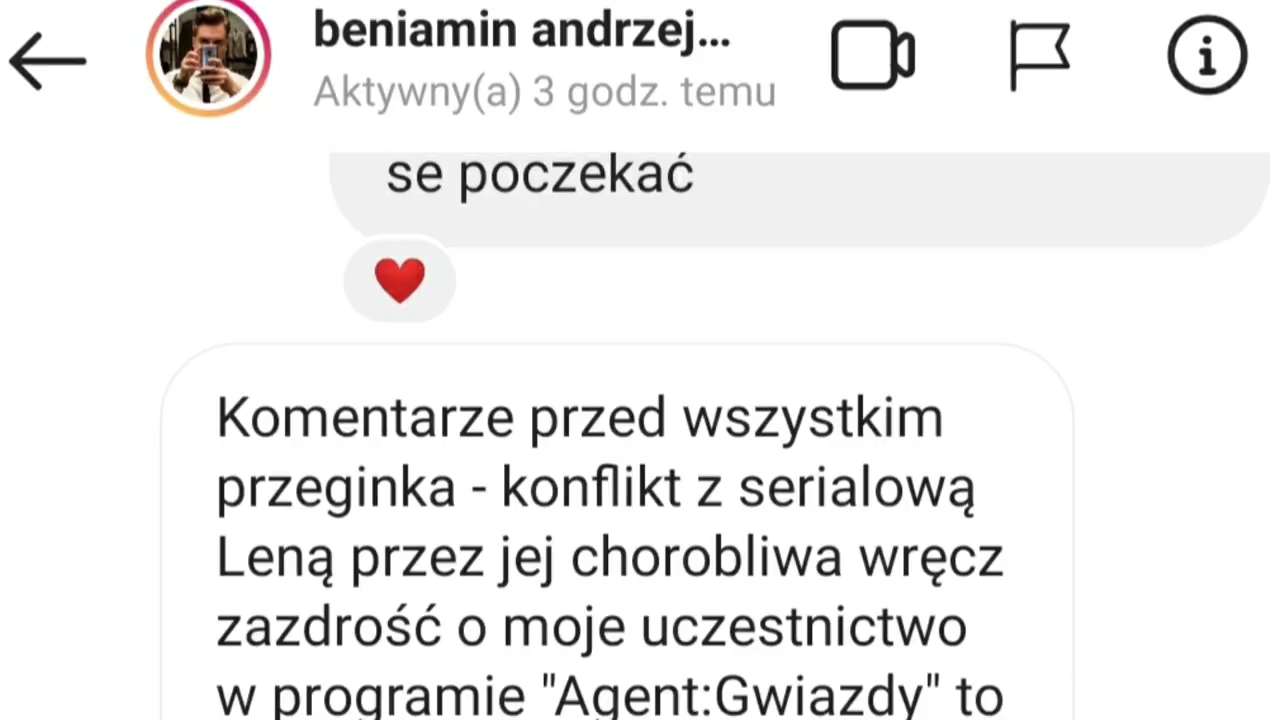 beniamin andrzej...
Aktywny(a) 3 godz. temu
se poczekać
Komentarze przed wszystkim
przeginka - konflikt z serialową
Leną przez jej chorobliwa wręcz
zazdrość o moje uczestnictwo
w programie "Agent:Gwiazdy" to